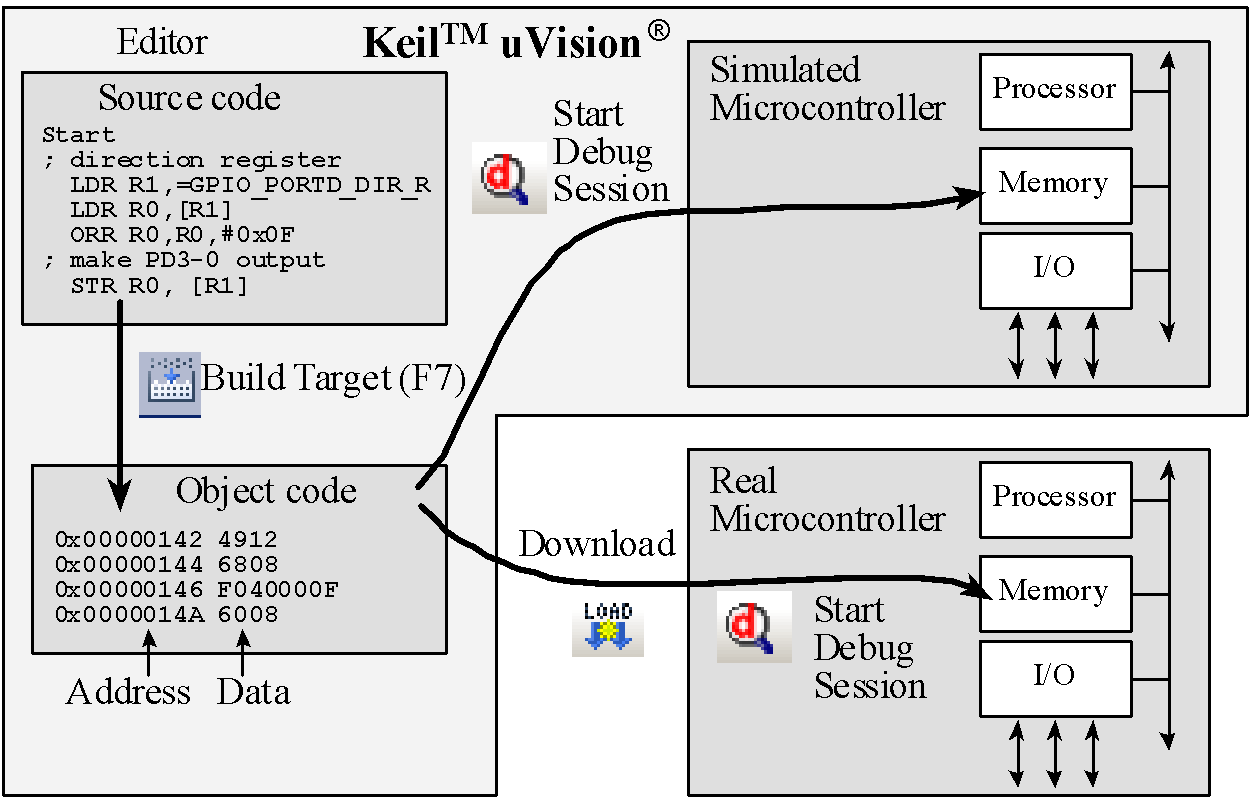 Editor
Keil™ uVision®
Source code
Start
; direction register
LDR R1,=GPIO_PORTD_DIR_R
LDR R0,[R1]
ORR R0,R0,#0x0F
; make PD3-0 output
STR R0, [R1]
Build Target (F7)
Object code
0x00000142 4912
0x00000144 6808
0x00000146 F040000F
0x0000014A 6008
Address
Data
d
Start
Debug
Session
Simulated
Microcontroller
Processor
Memory
I/O
Download
LOAD
Real
Microcontroller
d
Start
Debug
Session
Processor
Memory
I/O